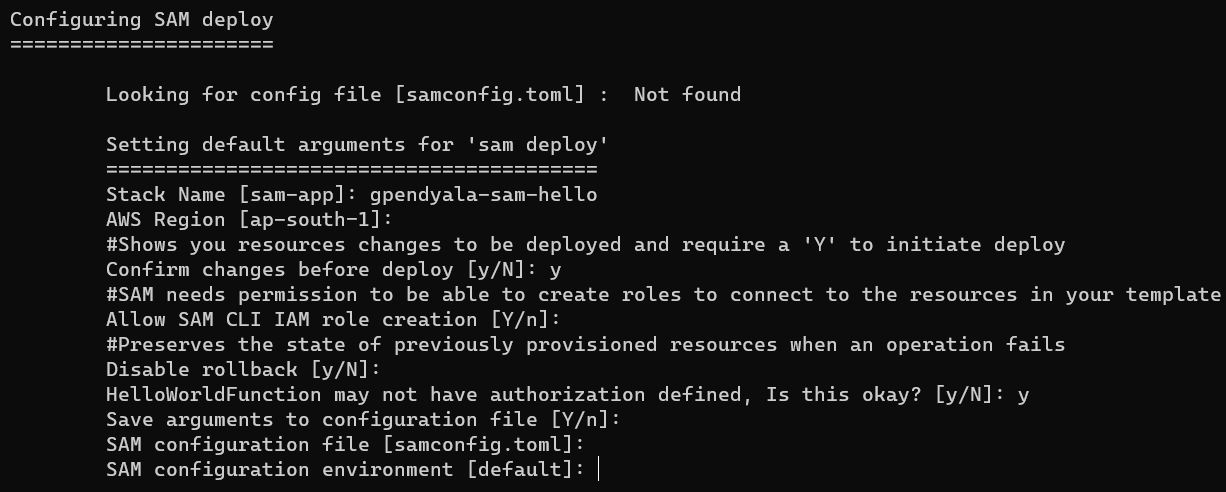 Configuring SAM deploy
======================
Looking for config file [samconfig.toml] :  Not found
Setting default arguments for 'sam deploy'
=========================================
Stack Name [sam-app]: gpendyala-sam-hello
AWS Region [ap-south-1]:
#Shows you resources changes to be deployed and require a 'Y' to initiate deploy
Confirm changes before deploy [y/N]: y
#SAM needs permission to be able to create roles to connect to the resources in your template
Allow SAM CLI IAM role creation [Y/n]:
#Preserves the state of previously provisioned resources when an operation fails
Disable rollback [y/N]:
HelloWorldFunction may not have authorization defined, Is this okay? [y/N]: y
Save arguments to configuration file [Y/n]:
SAM configuration file [samconfig.toml]:
SAM configuration environment [default]: